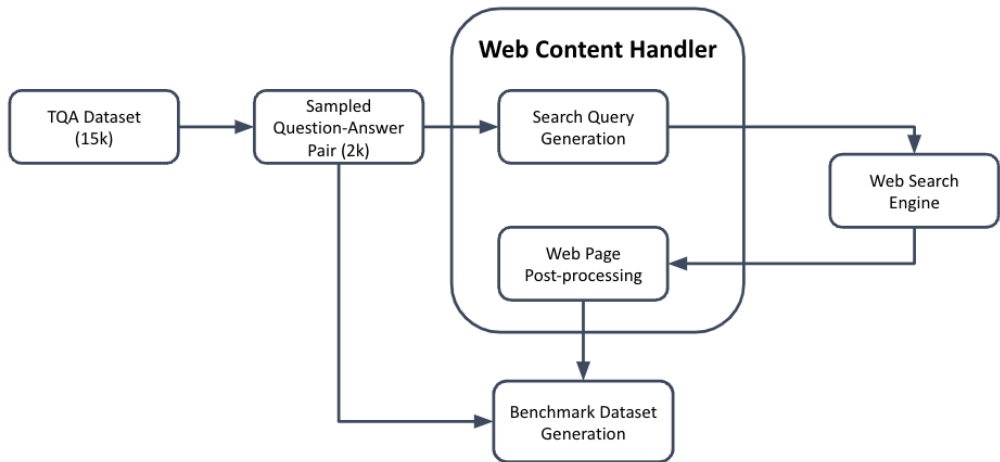 Web Content Handler
TQA Dataset
(15k)
Sampled
Question-Answer
Pair (2k)
Search Query
Generation
Web Search
Engine
Web Page
Post-processing
Benchmark Dataset
Generation